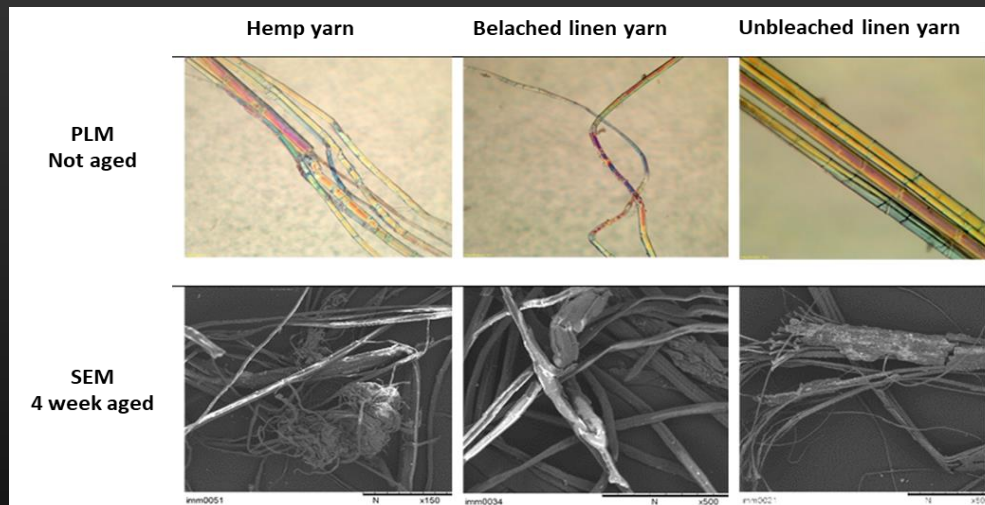 Hemp yarn
Belached linen yarn
Unbleached linen yarn
PLM
Not aged
SEM
4 week aged
imm0051 N x150
imm0034 N x500
N